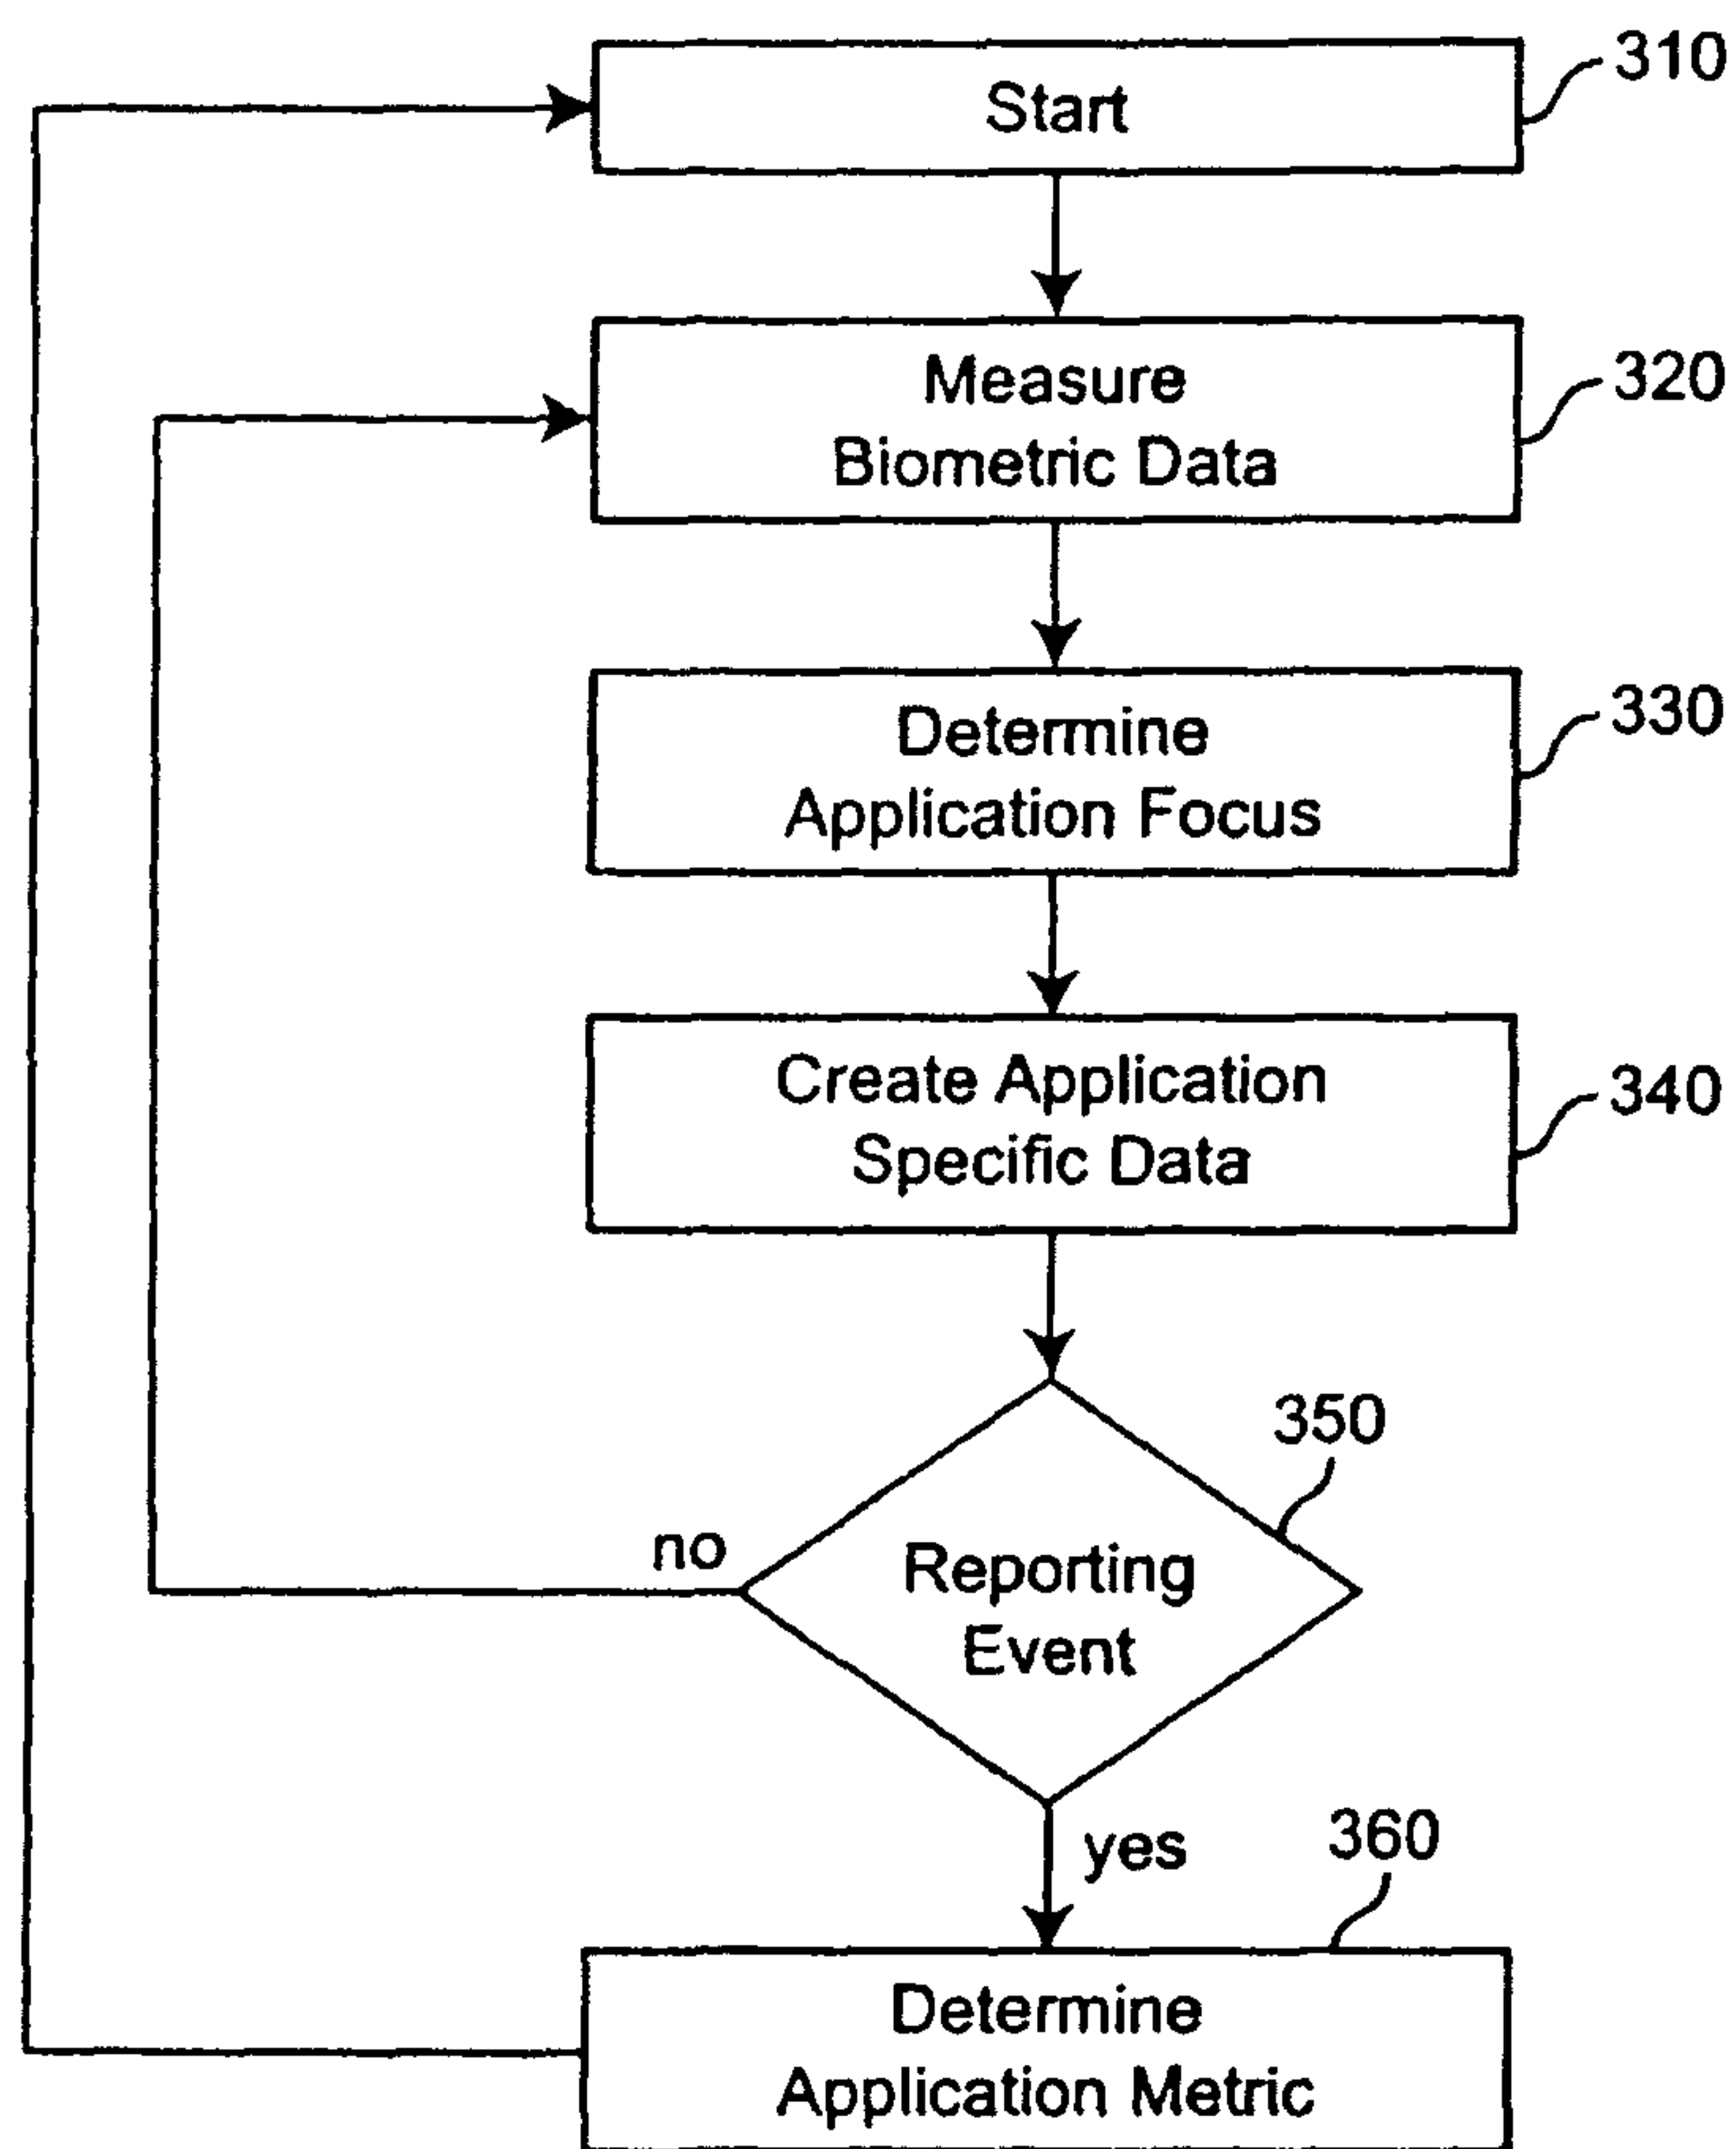 Start
310
Measure
Biometric Data
320
Determine
Application Focus
330
Create Application
Specific Data
340
350
no
Reporting
Event
yes
360
Determine
Application Metric